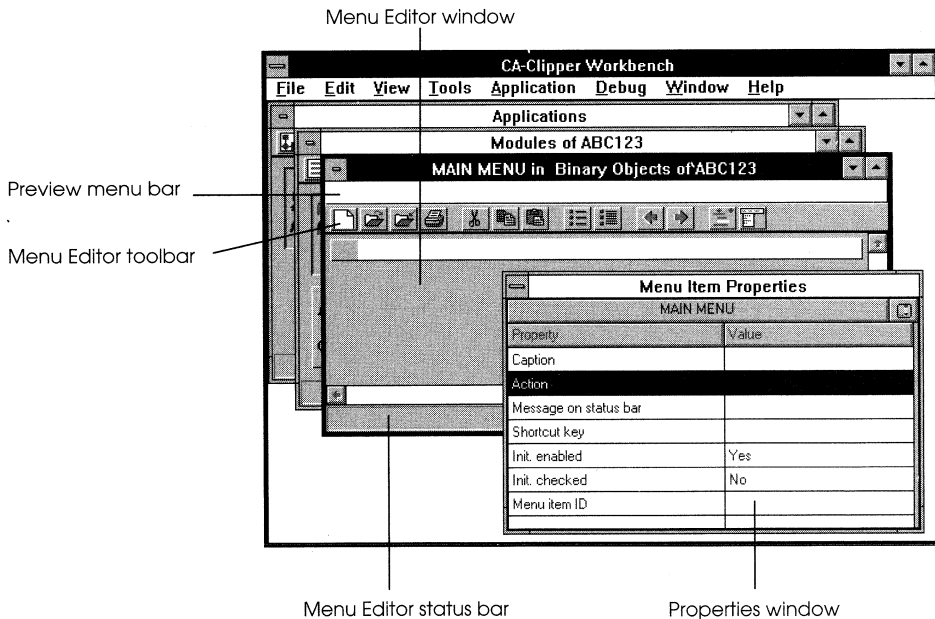 Menu Editor window
CA-Clipper Workbench
File Edit View Tools Application Debug Window Help
Applications
Modules of ABC123
MAIN MENU in Binary Objects of ABC123
Preview menu bar
Menu Editor toolbar
Menu Item Properties
MAIN MENU
Property Value
Caption
Action
Message on status bar
Shortcut key
Init. enabled Yes
Init. checked No
Menu item ID
Menu Editor status bar
Properties window